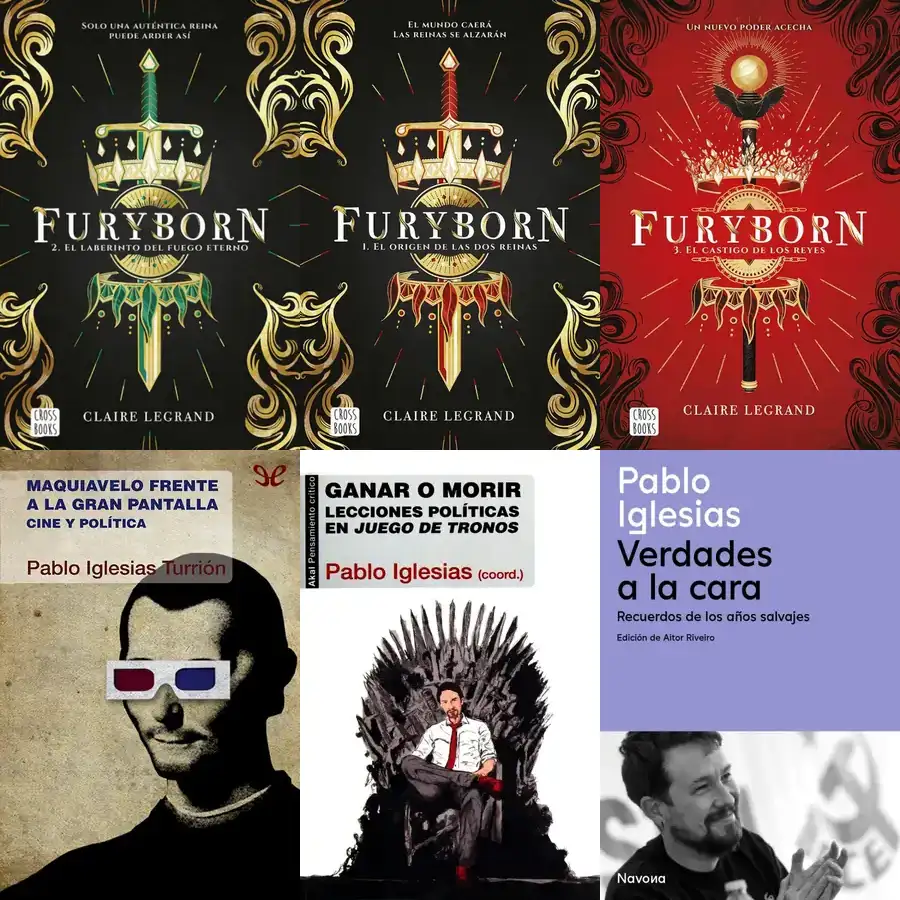 SOLO UNA AUTÉNTICA REINA
PUEDE ARDER ASÍ
FURYBORN
2. EL LABERINTO DEL FUEGO ETERNO
CROSS
BOOKS
CLAIRE LEGRAND
EL MUNDO CAERÁ
LAS REINAS SE ALZARÁN
FURYBORN
1. EL ORIGEN DE LAS DOS REINAS
CROSS
BOOKS
CLAIRE LEGRAND
UN NUEVO PODER ACECHA
FURYBORN
3. EL CASTIGO DE LOS REYES
CLAIRE LEGRAND
CROSS
BOOKS
MAQUIAVELO FRENTE
A LA GRAN PANTALLA
CINE Y POLÍTICA
Pablo Iglesias Turrión
Akal Pensamiento crítico
GANAR O MORIR
LECCIONES POLÍTICAS
EN JUEGO DE TRONOS
Pablo Iglesias (coord.)
Pablo
Iglesias
Verdades
a la cara
Recuerdos de los años salvajes
Edición de Aitor Riveiro
Navona